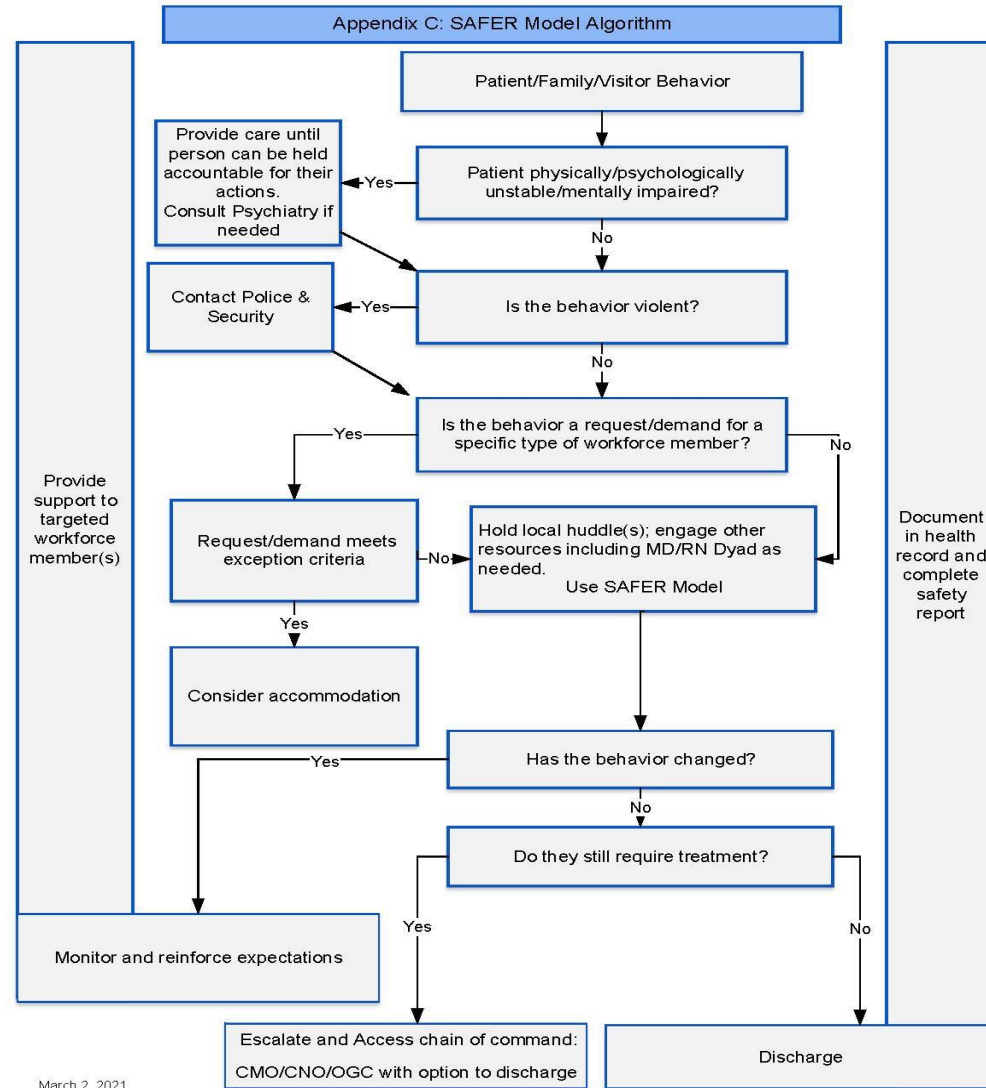 Appendix C: SAFER Model Algorithm
Patient/Family/Visitor Behavior
Provide care until
person can be held
accountable for their
actions.
Consult Psychiatry if
needed
Yes
Patient physically/psychologically
unstable/mentally impaired?
No
Contact Police &
Security
Yes
Is the behavior violent?
No
Is the behavior a request/demand for a
specific type of workforce member?
Yes
No
Provide
support to
targeted
workforce
member(s)
Request/demand meets
exception criteria
No
Hold local huddle(s); engage other
resources including MD/RN Dyad as
needed.
Use SAFER Model
Document
in health
record and
complete
safety
report
Yes
Consider accommodation
Has the behavior changed?
Yes
No
Do they still require treatment?
Yes
No
Monitor and reinforce expectations
Escalate and Access chain of command:
CMO/CNO/OGC with option to discharge
Discharge
March 2, 2021